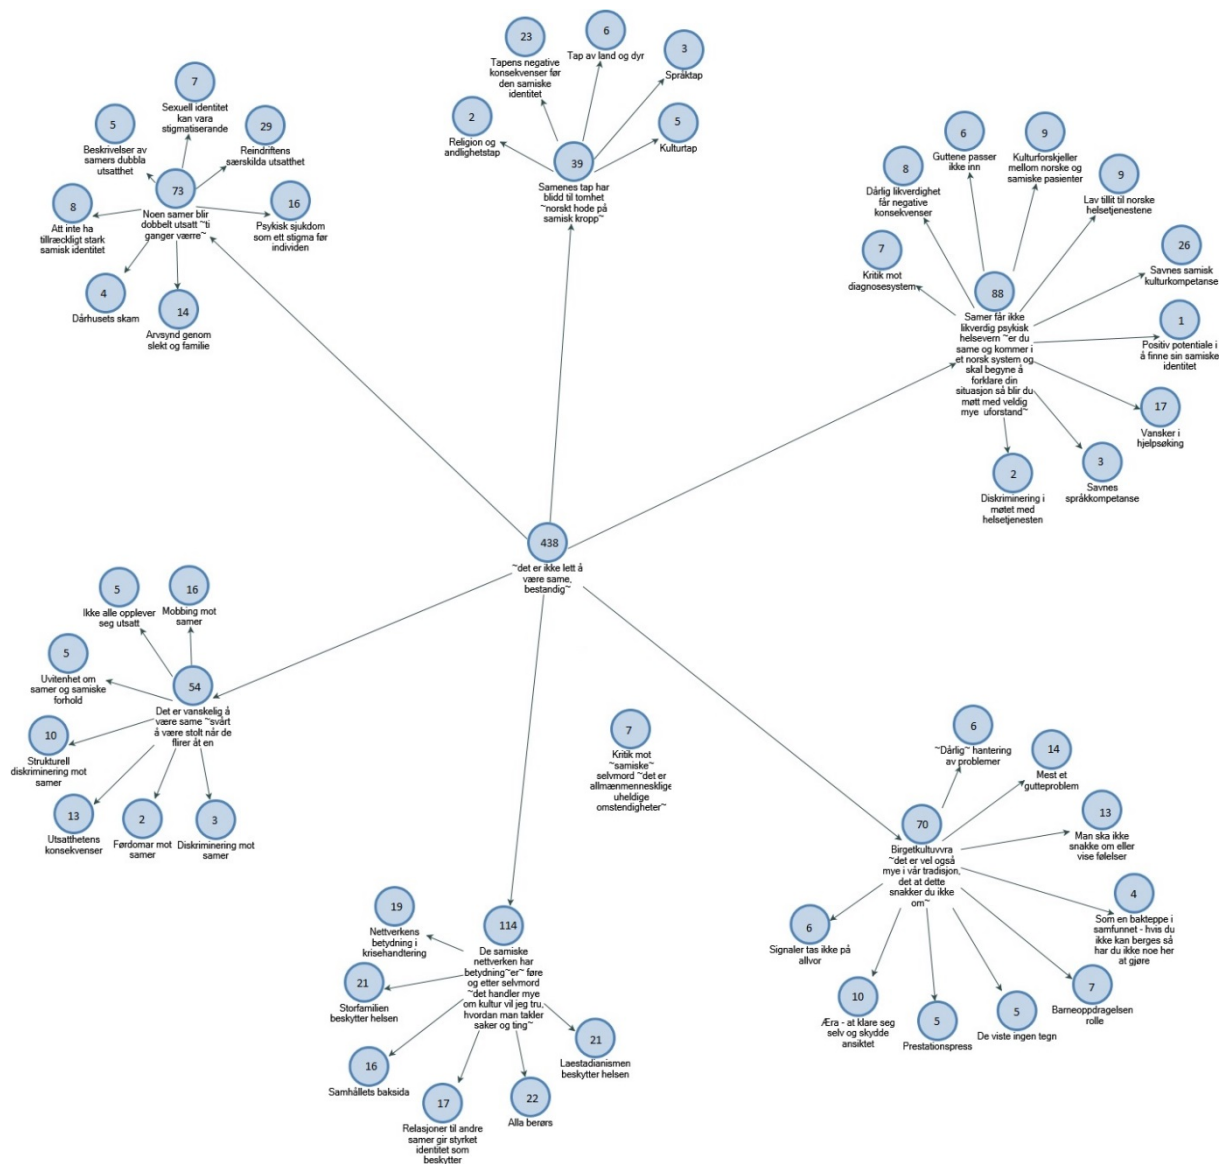 7
Sexuell identitet
kan vara
stigmatiserande
5
Beskrivelser av
samers dubbla
utsatthet
29
Reindriftens
særskilda utsatthet
73
Noen samer blir
dobbelt utsatt ~ti
ganger værre~
8
Att inte ha
tillræckligt stark
samisk identitet
16
Psykisk sjukdom
som ett stigma før
individen
4
Dårhusets skam
14
Arvsynd genom
slekt og familie
23
Tapens negative
konsekvenser før
den samiske
identitet
6
Tap av land og dyr
3
Språktap
2
Religion og
andlighetstap
5
Kulturtap
39
Samenes tap har
blidd til tomhet
~norskt hode på
samisk kropp~
6
Guttene passer
ikke inn
9
Kulturforskjeller
mellom norske og
samiske pasienter
8
Dårlig likverdighet
får negative
konsekvenser
9
Lav tillit til norske
helsetjenestene
7
Kritik mot
diagnosesystem
26
Savnes samisk
kulturkompetanse
88
Samer får ikke
likverdig psykisk
helsevern ~er du
same og kommer i
et norsk system og
skal begyne å
forklare din
situasjon så blir du
møtt med veldig
mye uforstand~
1
Positiv potentiale i
å finne sin samiske
identitet
17
Vansker i
hjelpsøking
3
Savnes
språkkompetanse
2
Diskriminering i
møtet med
helsetjenesten
438
~det er ikke lett å
være same,
bestandig~
5
Ikke alle opplever
seg utsatt
16
Mobbing mot
samer
5
Uvitenhet om
samer og samiske
forhold
54
Det er vanskelig å
være same ~svårt
å være stolt når de
flirer åt en
10
Strukturell
diskriminering mot
samer
13
Utsatthetens
konsekvenser
2
Førdomar mot
samer
3
Diskriminering mot
samer
7
Kritik mot
~samiske~
selvmord ~det er
allmænmennesklige
uheldige
omstendigheter~
6
~Dårlig~ hantering
av problemer
14
Mest et
gutteproblem
70
Birgetkultuvvra
~det er vel også
mye i vår tradisjon,
det at dette
snakker du ikke
om~
13
Man ska ikke
snakke om eller
vise følelser
4
Som en bakteppe i
samfunnet - hvis du
ikke kan berges så
har du ikke noe her
at gjøre
6
Signaler tas ikke på
allvor
10
Æra - at klare seg
selv og skydde
ansiktet
5
Prestationspress
5
De viste ingen tegn
7
Barneoppdragelsen
rolle
19
Nettverkens
betydning i
krisehandtering
114
De samiske
nettverken har
betydning~er~ føre
og etter selvmord
~det handler mye
om kultur vil jeg tru,
hvordan man takler
saker og ting~
21
Storfamilien
beskytter helsen
16
Samhållets baksida
17
Relasjoner til andre
samer gir styrket
identitet som
beskytter
22
Alla berørs
21
Laestadianismen
beskytter helsen